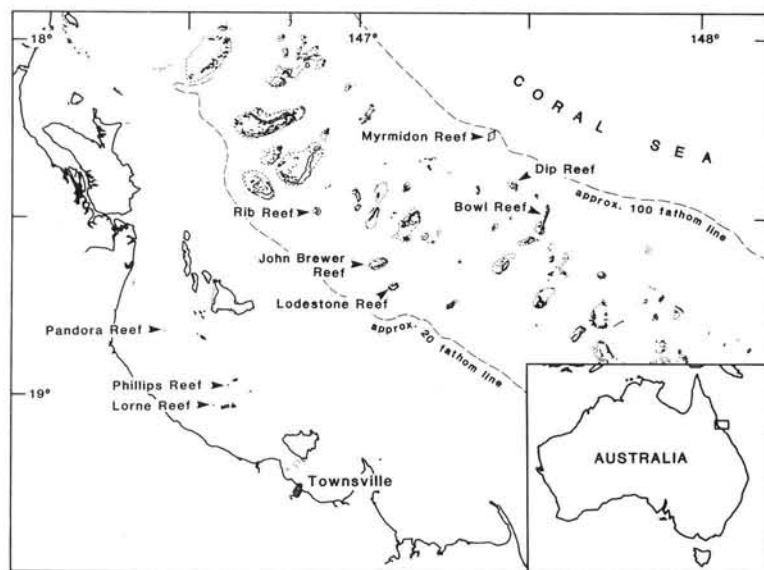 18°
147
148
18°
CORAL SEA
Myrmidon Reef
Dip Reef
Rib Reef
Bowl Reef
approx. 100 fathom line
John Brewer
Reef
Lodestone Reef
Pandora Reef
approx. 20 fathom line
Phillips Reef
19°
Lorne Reef
AUSTRALIA
Townsville